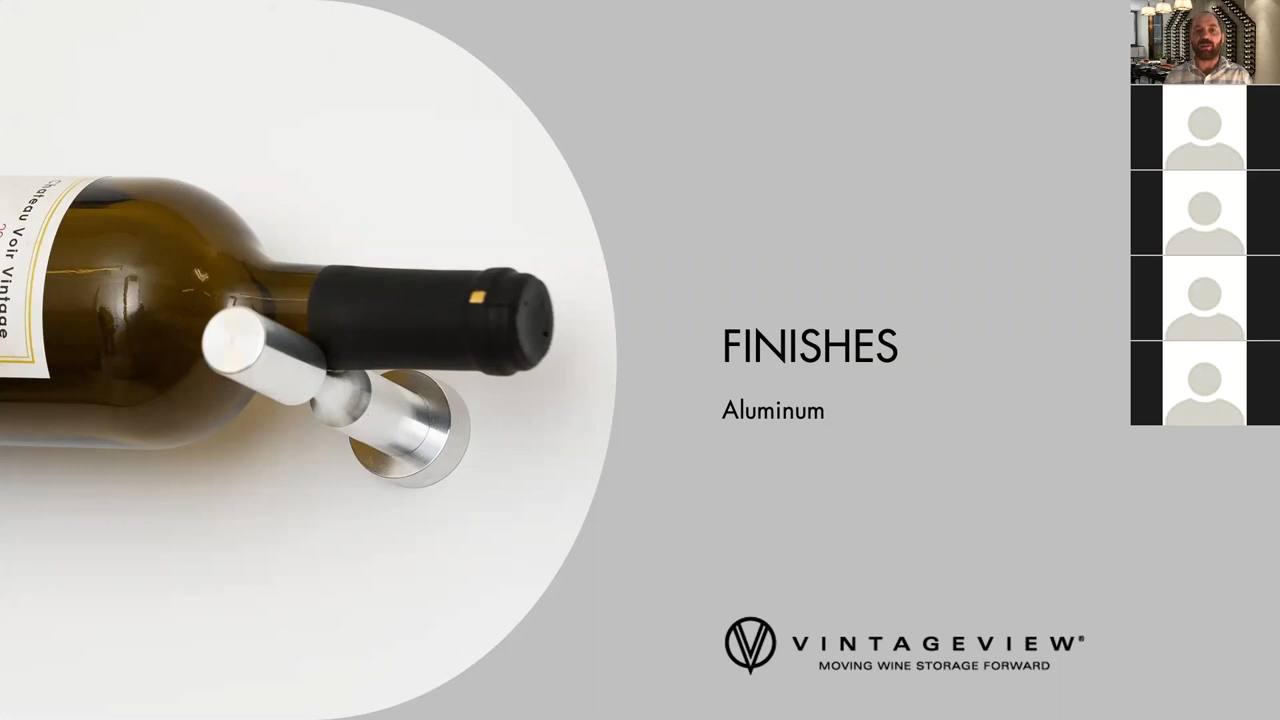 Chateau Voir Vintage
FINISHES
Aluminum
VINTAGEVIEW®
MOVING WINE STORAGE FORWARD